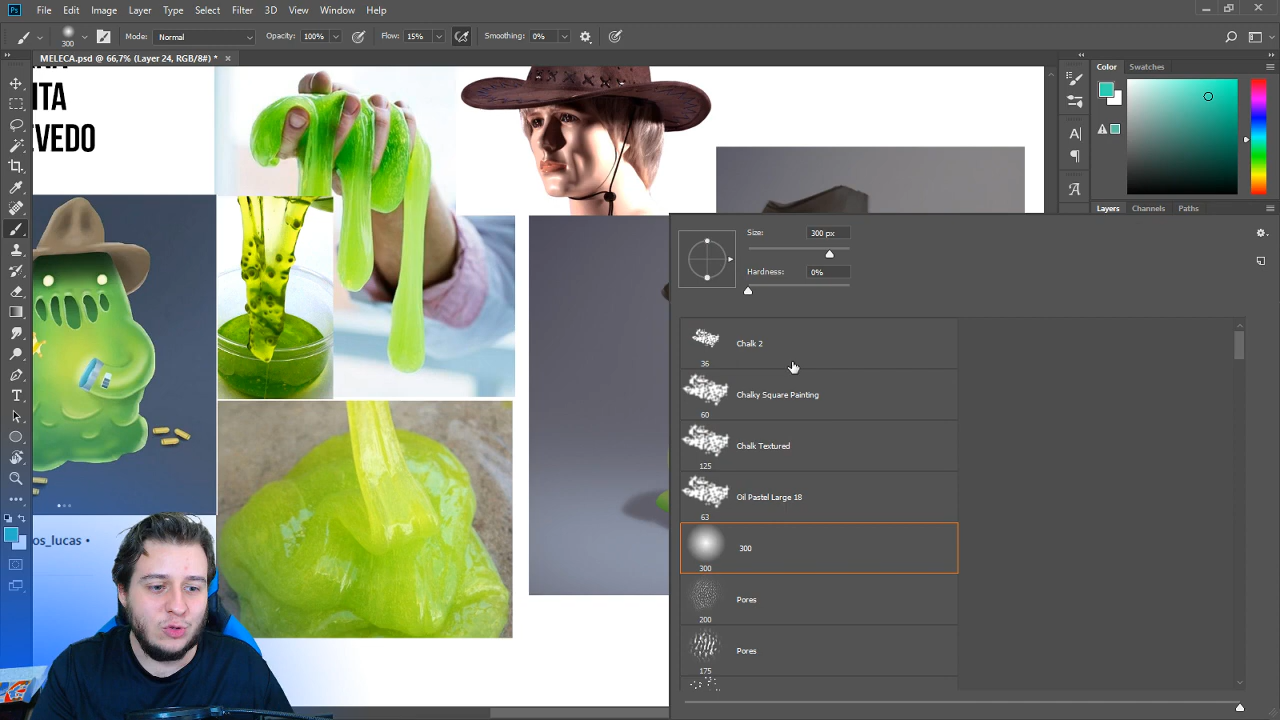 Ps File Edit Image Layer Type Select Filter 3D View Window Help
300 Mode: Normal Opacity: 100% Flow: 15% Smoothing: 0%
MELECA.psd @ 66,7% (Layer 24, RGB/8#) * ×
Color Swatches
ITA
EVEDO
Layers Channels Paths
Size: 300 px
Hardness: 0%
Chalk 2
36
Chalky Square Painting
60
Chalk Textured
125
Oil Pastel Large 18
63
300
300
Pores
200
Pores
175
os_lucas •